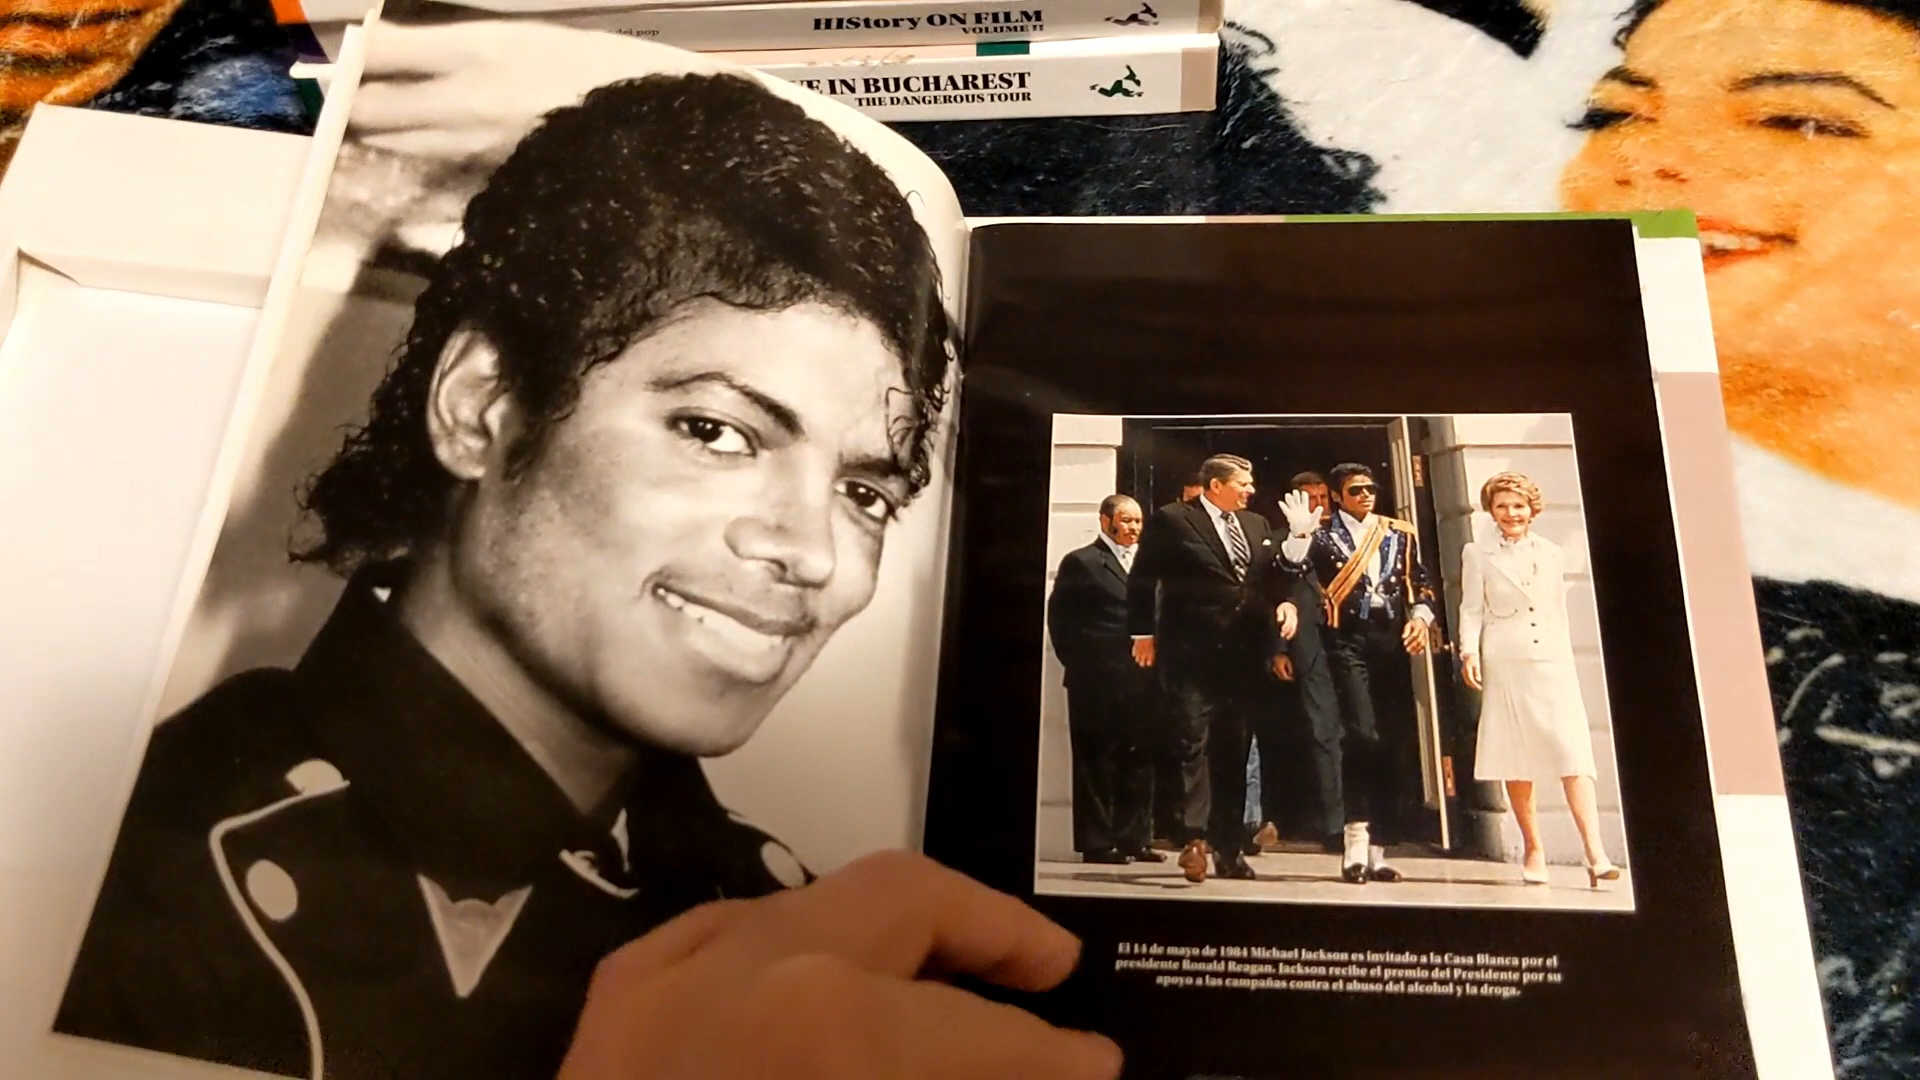 del pop
HIStory ON FILM
VOLUME II
E IN BUCHAREST
THE DANGEROUS TOUR
El 14 de mayo de 1984 Michael Jackson es invitado a la Casa Blanca por el
presidente Ronald Reagan. Jackson recibe el premio del Presidente por su
apoyo a las campañas contra el abuso del alcohol y la droga.